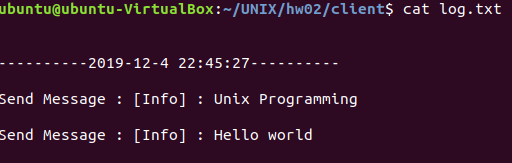 ubuntu@ubuntu-VirtualBox:~/UNIX/hw02/client$ cat log.txt
----------2019-12-4 22:45:27----------
Send Message : [Info] : Unix Programming
Send Message : [Info] : Hello world